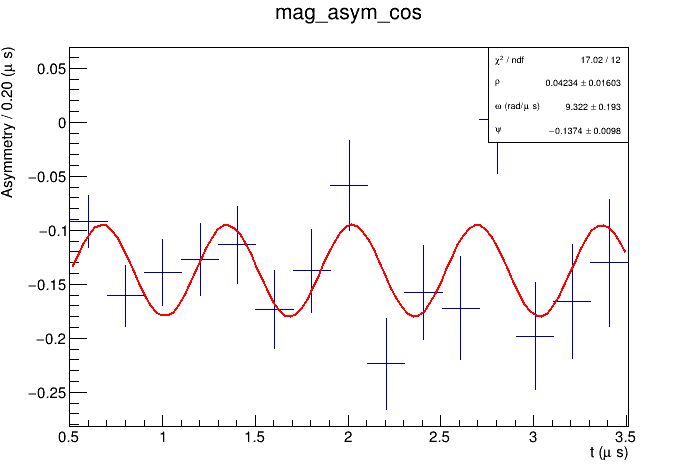 mag_asym_cos
χ² / ndf 17.02 / 12
ρ 0.04234 ± 0.01603
ω (rad/μ s) 9.322 ± 0.193
ψ −0.1374 ± 0.0098
Asymmetry / 0.20 (μ s)
0.05
0
−0.05
−0.1
−0.15
−0.2
−0.25
0.5 1 1.5 2 2.5 3 3.5
t (μ s)